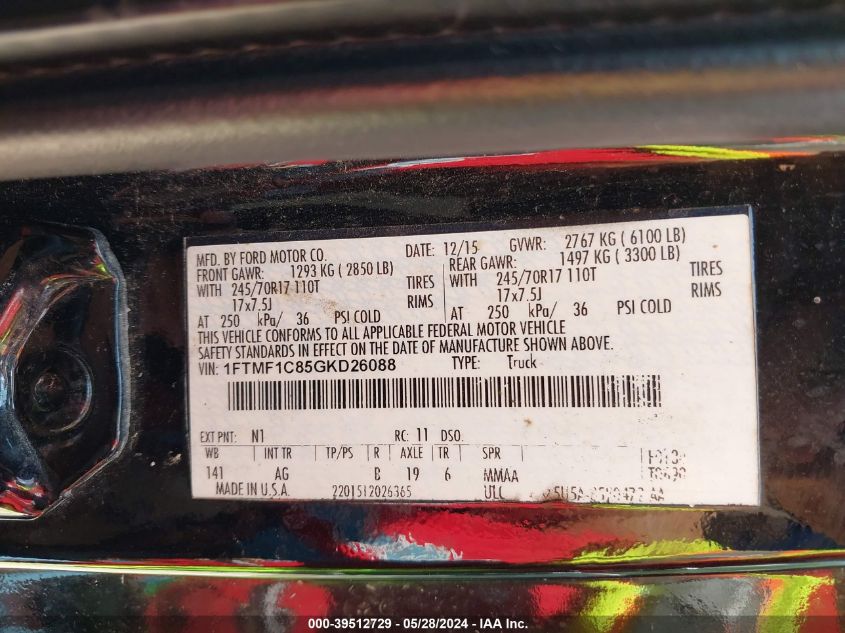 MFD. BY FORD MOTOR CO. DATE: 12/15 GVWR: 2767 KG ( 6100 LB)
FRONT GAWR: 1293 KG ( 2850 LB) REAR GAWR: 1497 KG ( 3300 LB)
WITH 245/70R17 110T TIRES WITH 245/70R17 110T TIRES
17x7.5J RIMS 17x7.5J RIMS
AT 250 kPa/ 36 PSI COLD AT 250 kPa/ 36 PSI COLD
THIS VEHICLE CONFORMS TO ALL APPLICABLE FEDERAL MOTOR VEHICLE
SAFETY STANDARDS IN EFFECT ON THE DATE OF MANUFACTURE SHOWN ABOVE.
VIN: 1FTMF1C85GKD26088 TYPE: Truck
EXT PNT: N1 RC: 11 DSO:
WB INT TR TP/PS R AXLE TR SPR
141 AG B 19 6 MMAA
MADE IN U.S.A. 2201512026365 ULC
000-39512729 - 05/28/2024 - IAA Inc.